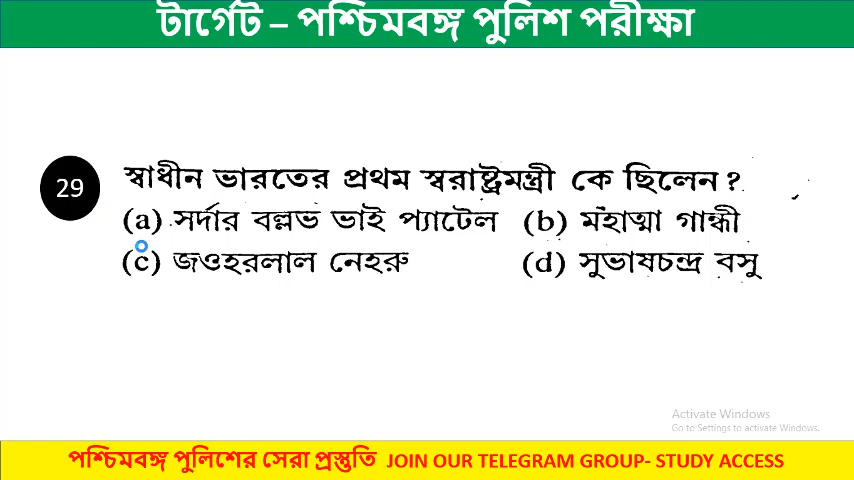 টার্গেট – পশ্চিমবঙ্গ পুলিশ পরীক্ষা
29 স্বাধীন ভারতের প্রথম স্বরাষ্ট্রমন্ত্রী কে ছিলেন ?
(a) সর্দার বল্লভ ভাই প্যাটেল (b) মহাত্মা গান্ধী
(c) জওহরলাল নেহরু (d) সুভাষচন্দ্র বসু
Activate Windows
Go to Settings to activate Windows.
পশ্চিমবঙ্গ পুলিশের সেরা প্রস্তুতি JOIN OUR TELEGRAM GROUP- STUDY ACCESS